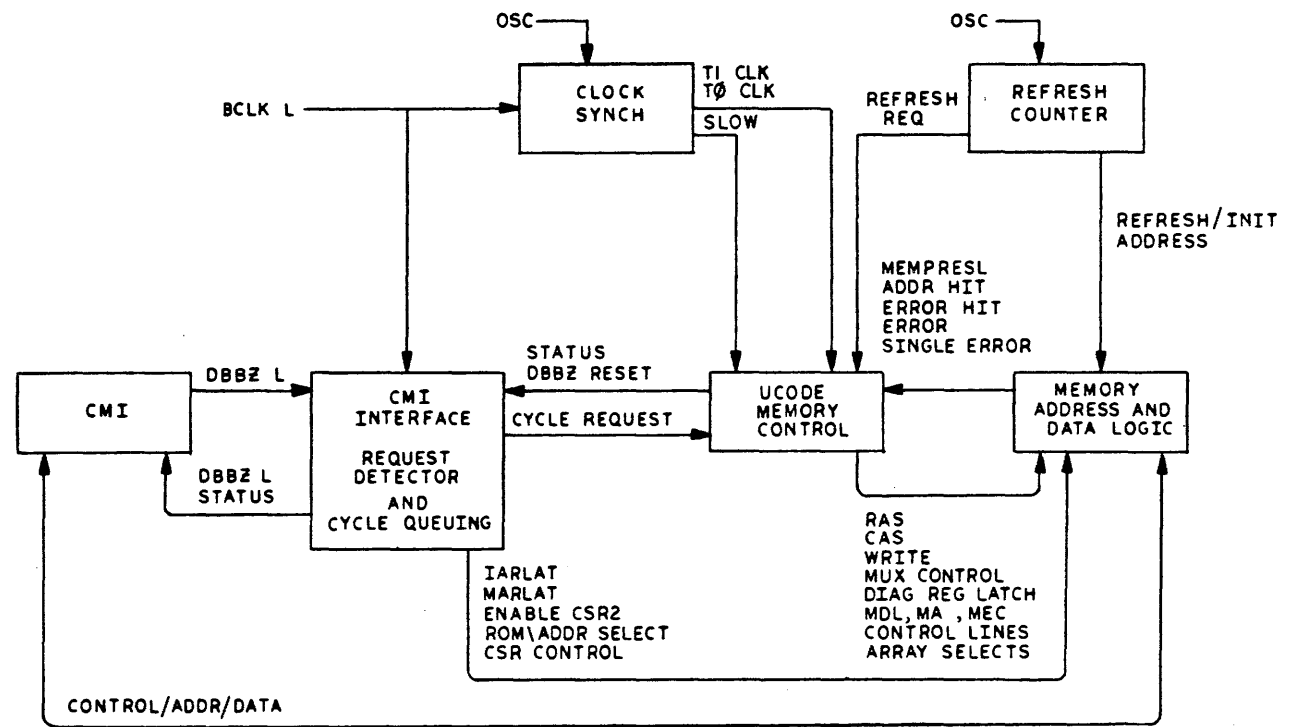 OSC
OSC
CLOCK
SYNCH
T1 CLK
TØ CLK
SLOW
BCLK L
REFRESH
REQ
REFRESH
COUNTER
REFRESH/INIT
ADDRESS
MEMPRESL
ADDR HIT
ERROR HIT
ERROR
SINGLE ERROR
CMI
DBBZ L
DBBZ L
STATUS
CMI
INTERFACE
REQUEST
DETECTOR
AND
CYCLE QUEUING
STATUS
DBBZ RESET
CYCLE REQUEST
UCODE
MEMORY
CONTROL
MEMORY
ADDRESS AND
DATA LOGIC
IARLAT
MARLAT
ENABLE CSR2
ROM\ADDR SELECT
CSR CONTROL
RAS
CAS
WRITE
MUX CONTROL
DIAG REG LATCH
MDL,MA ,MEC
CONTROL LINES
ARRAY SELECTS
CONTROL/ADDR/DATA